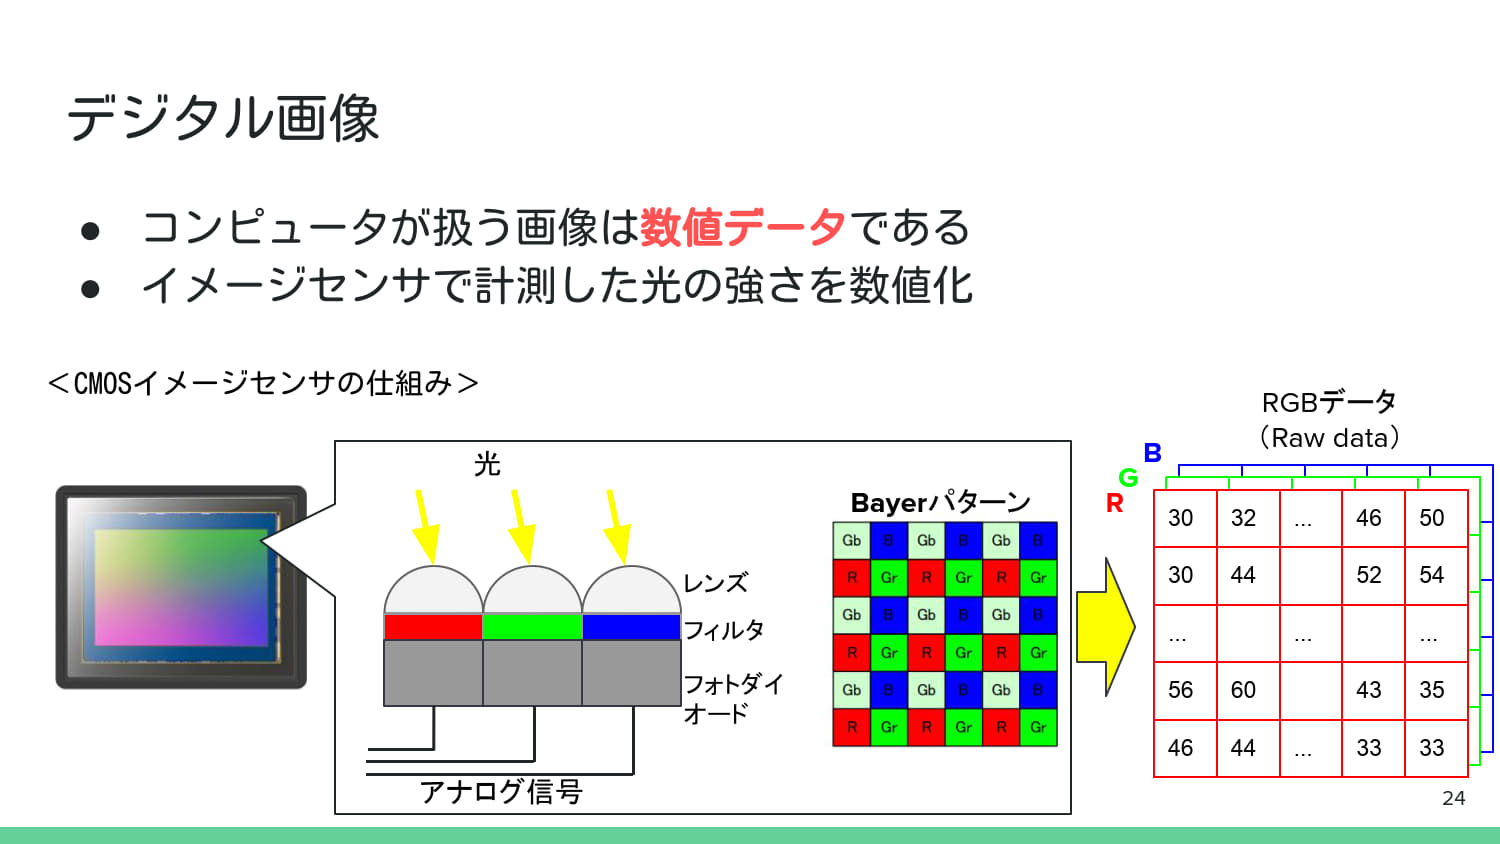 デジタル画像
● コンピュータが扱う画像は数値データである
● イメージセンサで計測した光の強さを数値化
＜CMOSイメージセンサの仕組み＞
光
レンズ
フィルタ
フォトダイ
オード
アナログ信号
Bayerパターン
Gb B Gb B Gb B
R Gr R Gr R Gr
Gb B Gb B Gb B
R Gr R Gr R Gr
Gb B Gb B Gb B
R Gr R Gr R Gr
RGBデータ
（Raw data）
B
G
R
30 32 ... 46 50
30 44 52 54
... ... ...
56 60 43 35
46 44 ... 33 33
24